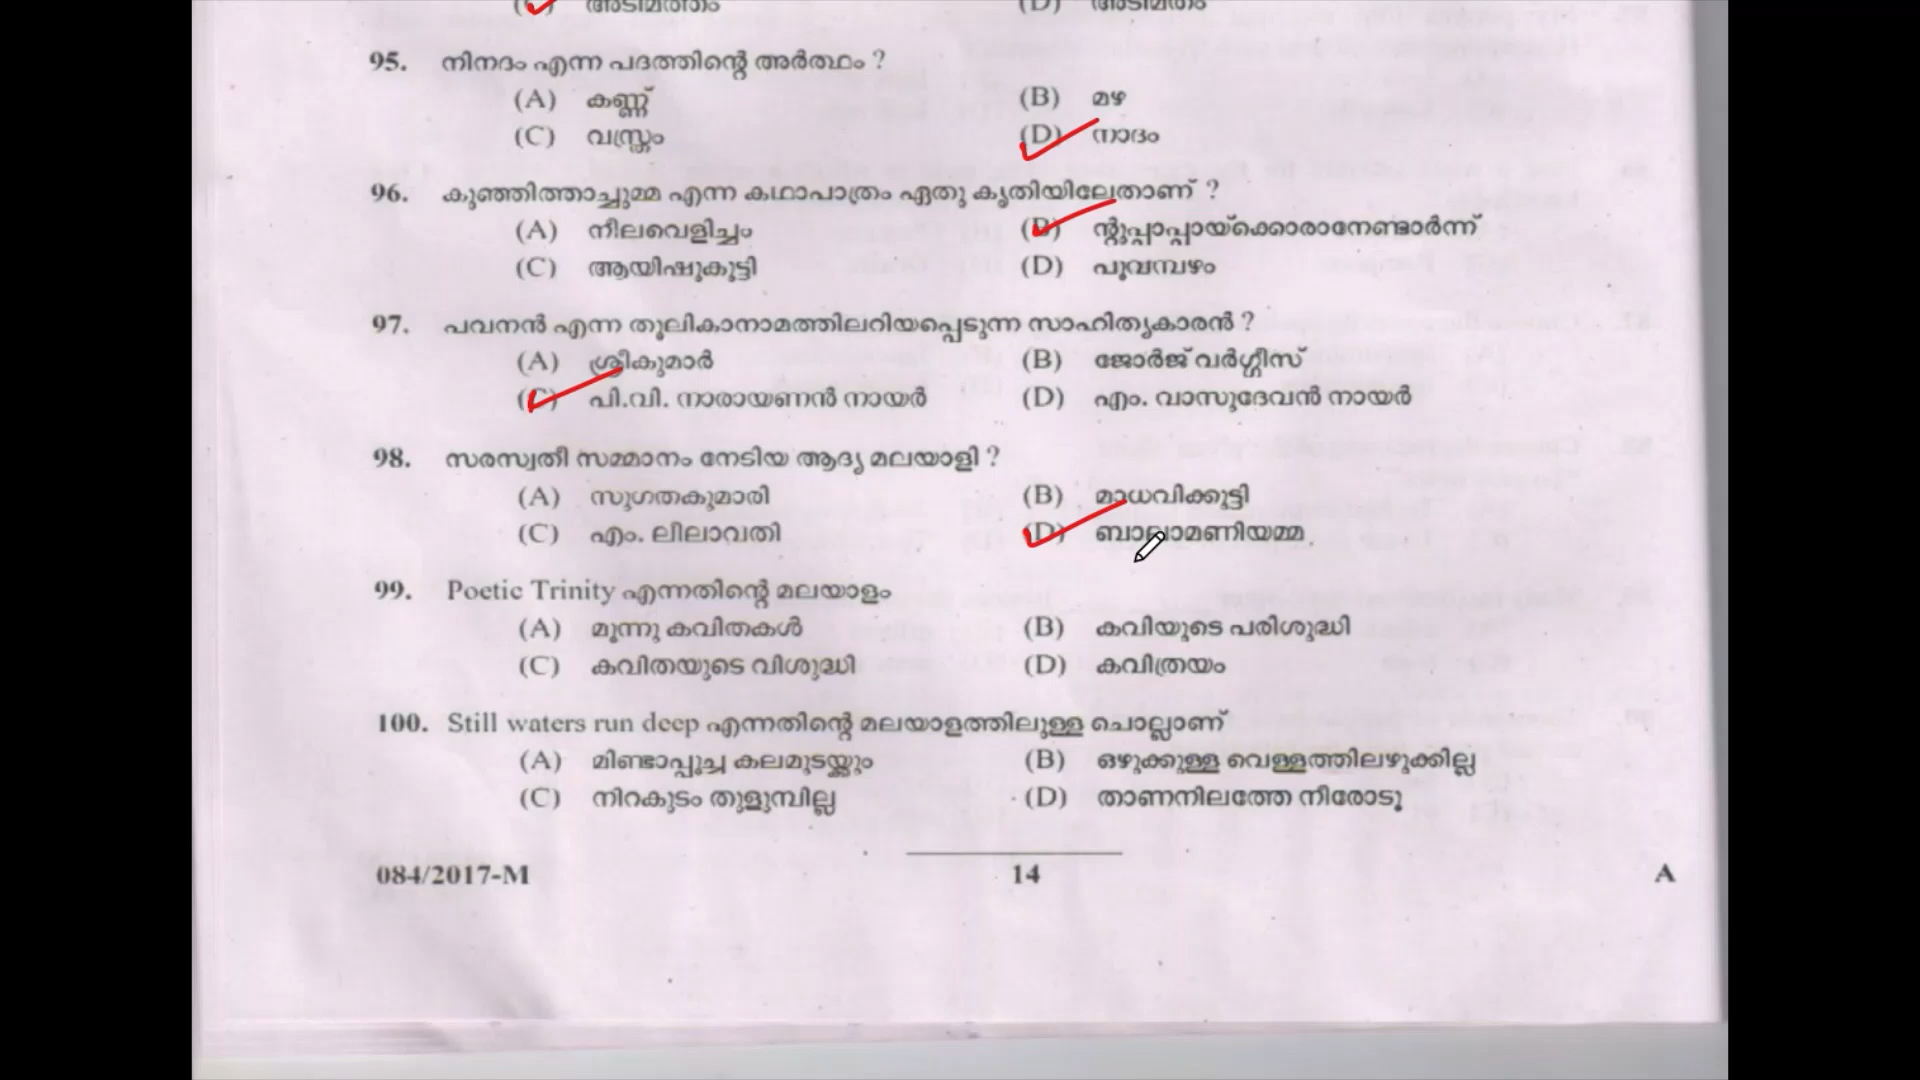 (C) അടിമത്തം (D) അടിമതം
95. നിനദം എന്ന പദത്തിന്റെ അർത്ഥം ?
(A) കണ്ണ് (B) മഴ
(C) വസ്ത്രം (D) നാദം
96. കുഞ്ഞിത്താച്ചുമ്മ എന്ന കഥാപാത്രം ഏതു കൃതിയിലേതാണ് ?
(A) നീലവെളിച്ചം (B) ന്റുപ്പാപ്പായ്ക്കൊരാനേണ്ടാർന്ന്
(C) ആയിഷുകുട്ടി (D) പൂവമ്പഴം
97. പവനൻ എന്ന തൂലികാനാമത്തിലറിയപ്പെടുന്ന സാഹിത്യകാരൻ ?
(A) ശ്രീകുമാർ (B) ജോർജ് വർഗ്ഗീസ്
(C) പി.വി. നാരായണൻ നായർ (D) എം. വാസുദേവൻ നായർ
98. സരസ്വതീ സമ്മാനം നേടിയ ആദ്യ മലയാളി ?
(A) സുഗതകുമാരി (B) മാധവിക്കുട്ടി
(C) എം. ലീലാവതി (D) ബാലാമണിയമ്മ
99. Poetic Trinity എന്നതിന്റെ മലയാളം
(A) മൂന്നു കവിതകൾ (B) കവിയുടെ പരിശുദ്ധി
(C) കവിതയുടെ വിശുദ്ധി (D) കവിത്രയം
100. Still waters run deep എന്നതിന്റെ മലയാളത്തിലുള്ള ചൊല്ലാണ്
(A) മിണ്ടാപ്പൂച്ച കലമുടയ്ക്കും (B) ഒഴുക്കുള്ള വെള്ളത്തിലഴുക്കില്ല
(C) നിറകുടം തുളുമ്പില്ല (D) താണനിലത്തേ നീരോടൂ
084/2017-M 14 A